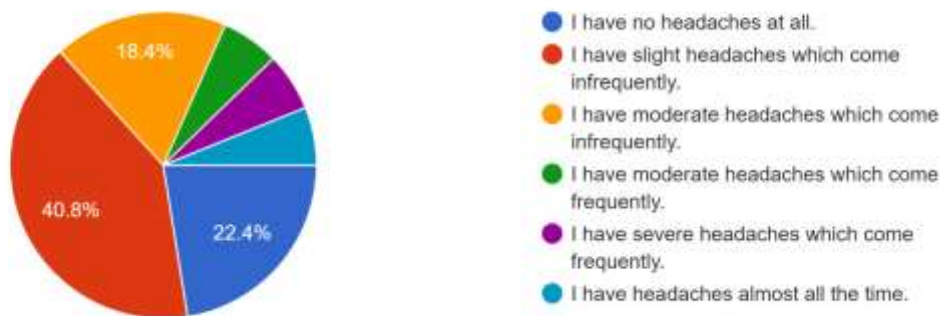 18.4%
40.8%
22.4%
I have no headaches at all.
I have slight headaches which come
infrequently.
I have moderate headaches which come
infrequently.
I have moderate headaches which come
frequently.
I have severe headaches which come
frequently.
I have headaches almost all the time.